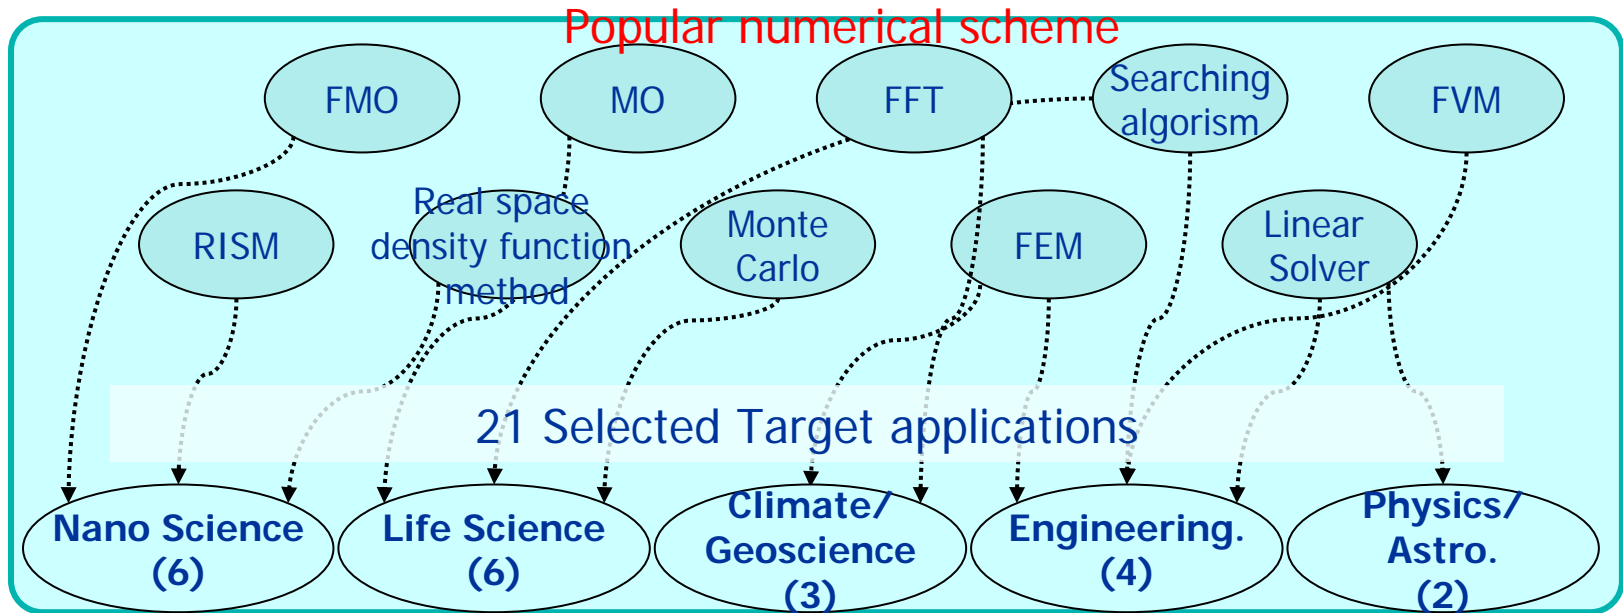 Popular numerical scheme
FMO
MO
FFT
Searching
algorism
FVM
RISM
Real space
density function
method
Monte
Carlo
FEM
Linear
Solver
21 Selected Target applications
Nano Science
(6)
Life Science
(6)
Climate/
Geoscience
(3)
Engineering.
(4)
Physics/
Astro.
(2)